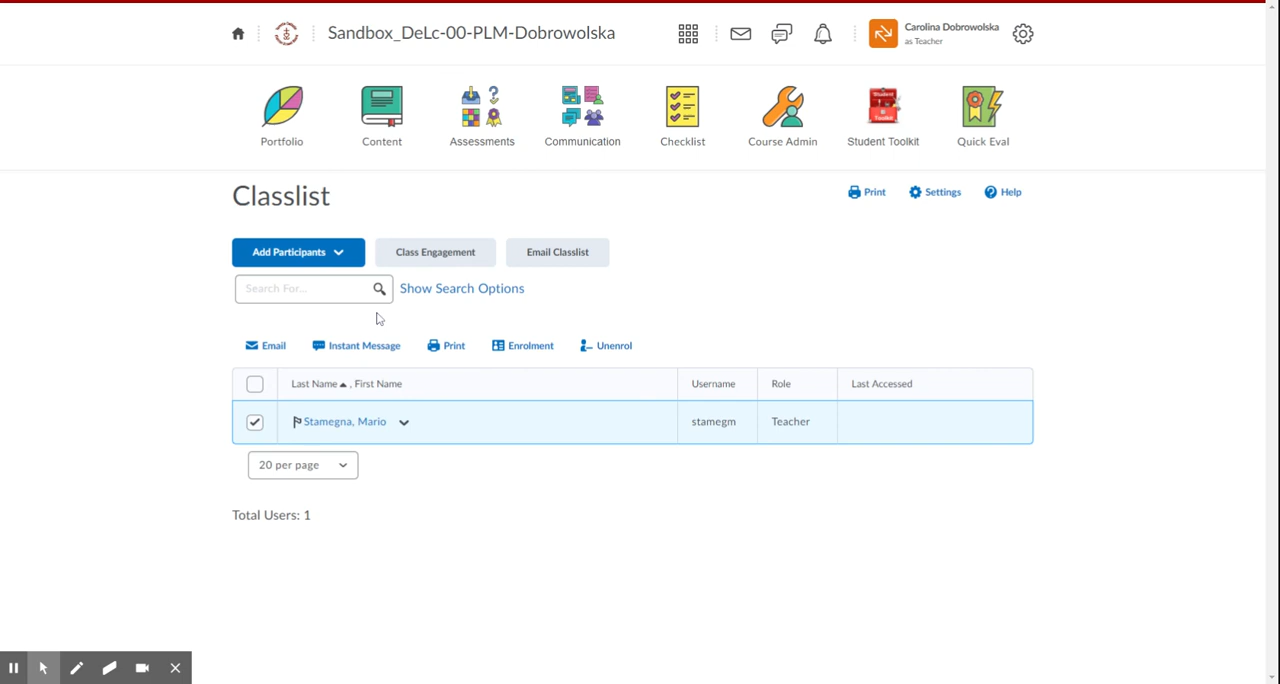 Sandbox_DeLc-00-PLM-Dobrowolska
Carolina Dobrowolska
as Teacher
Portfolio Content Assessments Communication Checklist Course Admin Student Toolkit Quick Eval
Classlist
Print Settings Help
Add Participants Class Engagement Email Classlist
Search For... Show Search Options
Email Instant Message Print Enrolment Unenrol
Last Name , First Name Username Role Last Accessed
Stamegna, Mario stamegm Teacher
20 per page
Total Users: 1